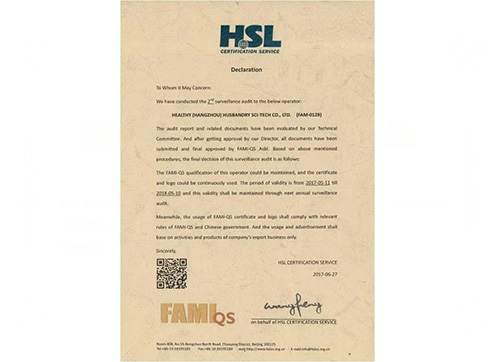 HSL
CERTIFICATION SERVICE
Declaration
To Whom It May Concern:
We have conducted the 2nd surveillance audit to the below operator:
HEALTHY (HANGZHOU) HUSBANDRY SCI-TECH CO., LTD. (FAM-0129)
The audit report and related documents have been evaluated by our Technical
Committee. And after getting approval by our Director, all documents have been
submitted and final approved by FAMI-QS Asbl. Based on above mentioned
procedures, the final decision of this surveillance audit is as follows:
The FAMI-QS qualification of this operator could be maintained, and the certificate
and logo could be continuously used. The period of validity is from 2017-05-11 till
2018-05-10 and this validity shall be maintained through next annual surveillance
audit.
Meanwhile, the usage of FAMI-QS certificate and logo shall comply with relevant
rules of FAMI-QS and Chinese government. And the usage and advertisement shall
base on activities and products of company's import business only.
Sincerely,
HSL CERTIFICATION SERVICE
2017-06-27
FAMI QS
on behalf of HSL CERTIFICATION SERVICE
North Road, Chaoyang District, Beijing 100125